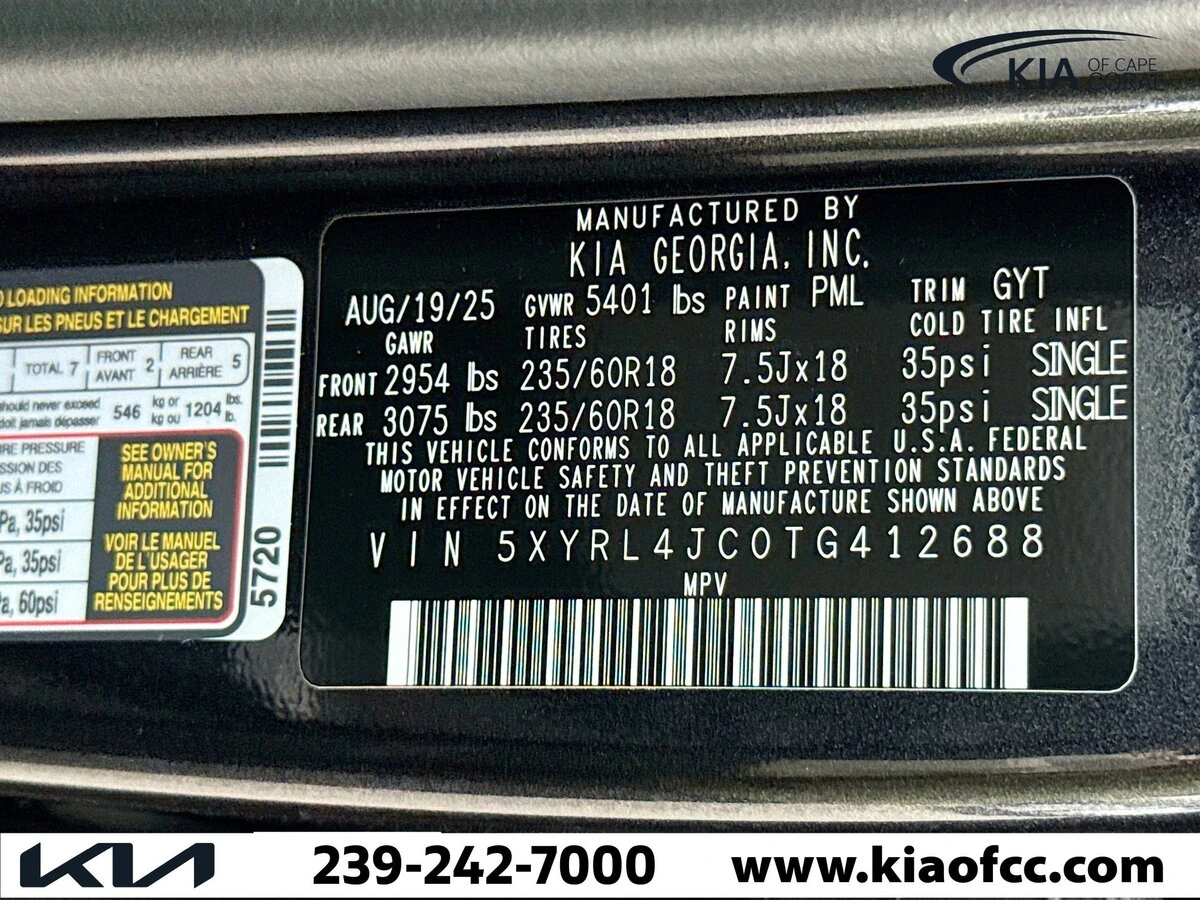 KIA OF CAPE CORAL
MANUFACTURED BY
KIA GEORGIA, INC.
AUG/19/25 GVWR 5401 lbs PAINT PML TRIM GYT
GAWR TIRES RIMS COLD TIRE INFL
FRONT 2954 lbs 235/60R18 7.5Jx18 35psi SINGLE
REAR 3075 lbs 235/60R18 7.5Jx18 35psi SINGLE
THIS VEHICLE CONFORMS TO ALL APPLICABLE U.S.A. FEDERAL
MOTOR VEHICLE SAFETY AND THEFT PREVENTION STANDARDS
IN EFFECT ON THE DATE OF MANUFACTURE SHOWN ABOVE
VIN 5XYRL4JC0TG412688
MPV
LOADING INFORMATION
SUR LES PNEUS ET LE CHARGEMENT
TOTAL 7 FRONT AVANT 2 REAR ARRIÈRE 5
should never exceed
doit jamais dépasser 546 kg or kg ou 1204 lbs. lb.
PRESSURE
DES
À FROID
35psi
35psi
60psi
SEE OWNER'S
MANUAL FOR
ADDITIONAL
INFORMATION
VOIR LE MANUEL
DE L'USAGER
POUR PLUS DE
RENSEIGNEMENTS
5720
KIA 239-242-7000 www.kiaofcc.com